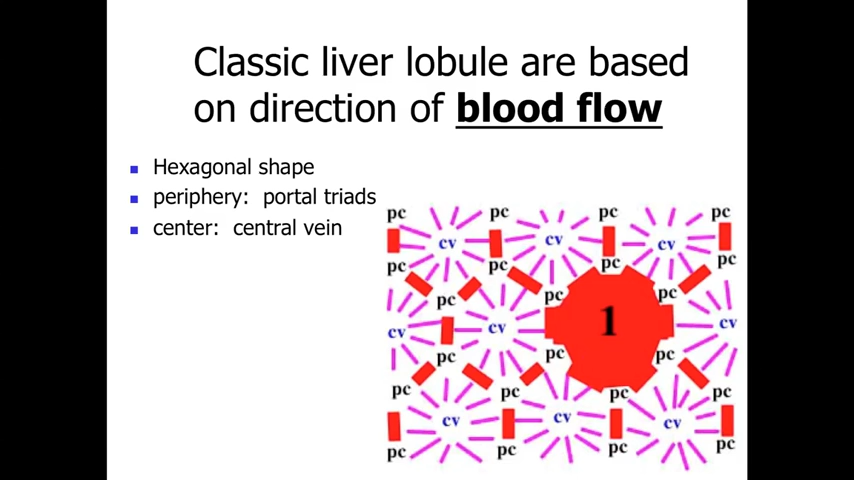 Classic liver lobule are based
on direction of blood flow
Hexagonal shape
periphery: portal triads
center: central vein
pc pc pc pc
cv cv cv
pc pc pc pc
pc pc pc
1
cv cv cv
pc pc pc
pc pc pc pc
cv cv cv
pc pc pc pc